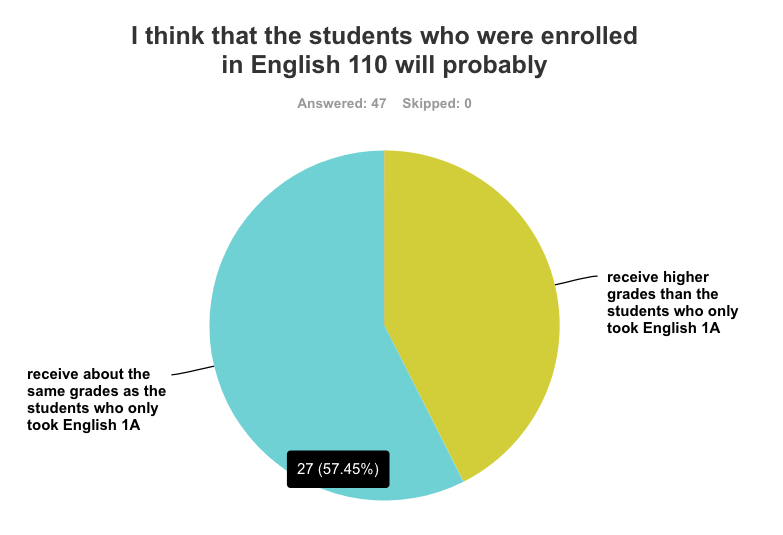 I think that the students who were enrolled
in English 110 will probably
Answered: 47 Skipped: 0
receive higher
grades than the
students who only
took English 1A
receive about the
same grades as the
students who only
took English 1A
27 (57.45%)